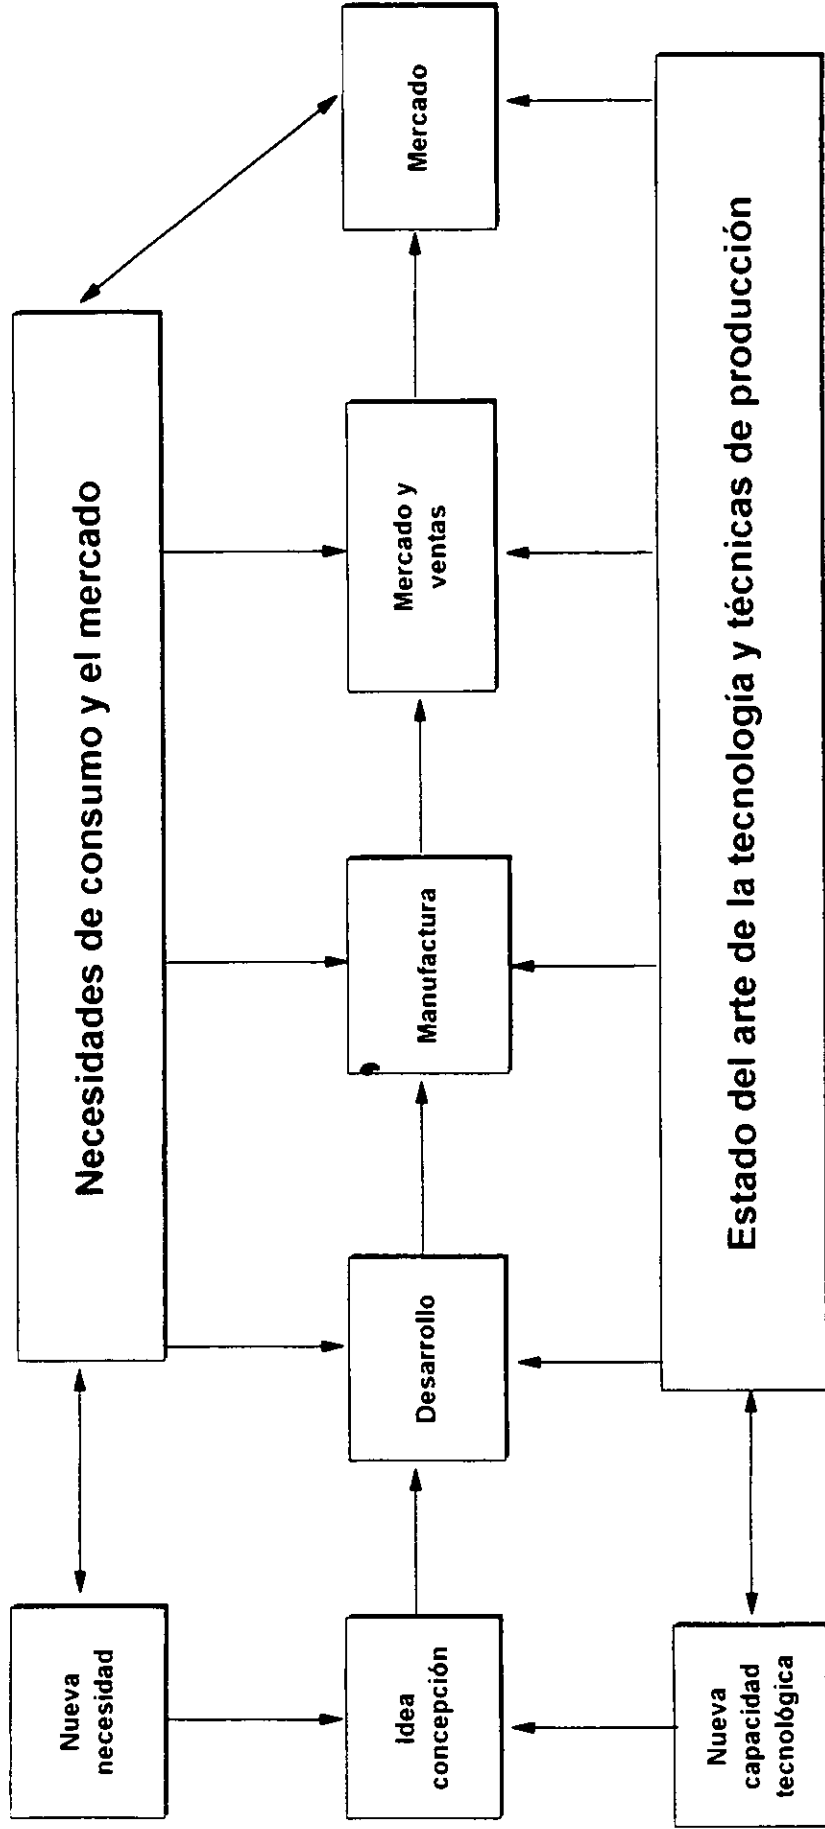 Nueva
necesidad
Necesidades de consumo y el mercado
Idea
concepción
Desarrollo
Manufactura
Mercado y
ventas
Mercado
Nueva
capacidad
tecnológica
Estado del arte de la tecnología y técnicas de producción